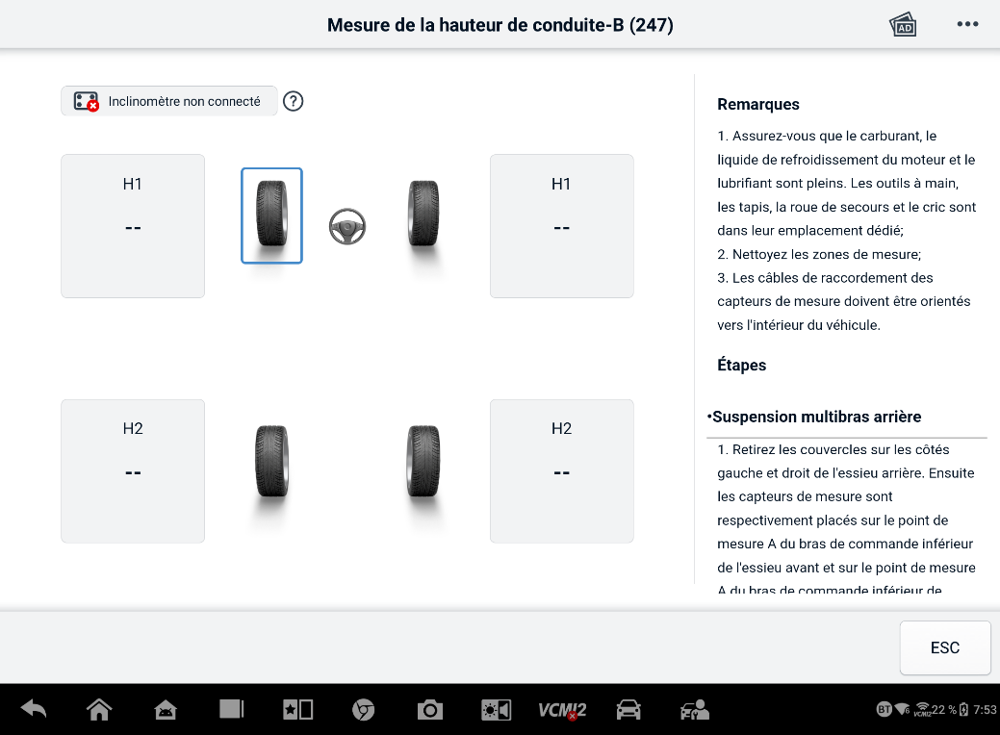 Mesure de la hauteur de conduite-B (247)
AD
Inclinomètre non connecté
?
H1
--
H1
--
H2
--
H2
--
Remarques
1. Assurez-vous que le carburant, le
liquide de refroidissement du moteur et le
lubrifiant sont pleins. Les outils à main,
les tapis, la roue de secours et le cric sont
dans leur emplacement dédié;
2. Nettoyez les zones de mesure;
3. Les câbles de raccordement des
capteurs de mesure doivent être orientés
vers l'intérieur du véhicule.
Étapes
•Suspension multibras arrière
1. Retirez les couvercles sur les côtés
gauche et droit de l'essieu arrière. Ensuite
les capteurs de mesure sont
respectivement placés sur le point de
mesure A du bras de commande inférieur
de l'essieu avant et sur le point de mesure
A du bras de commande inférieur de
ESC
VCMI2
BT 6 VCMI2 22 % 7:53